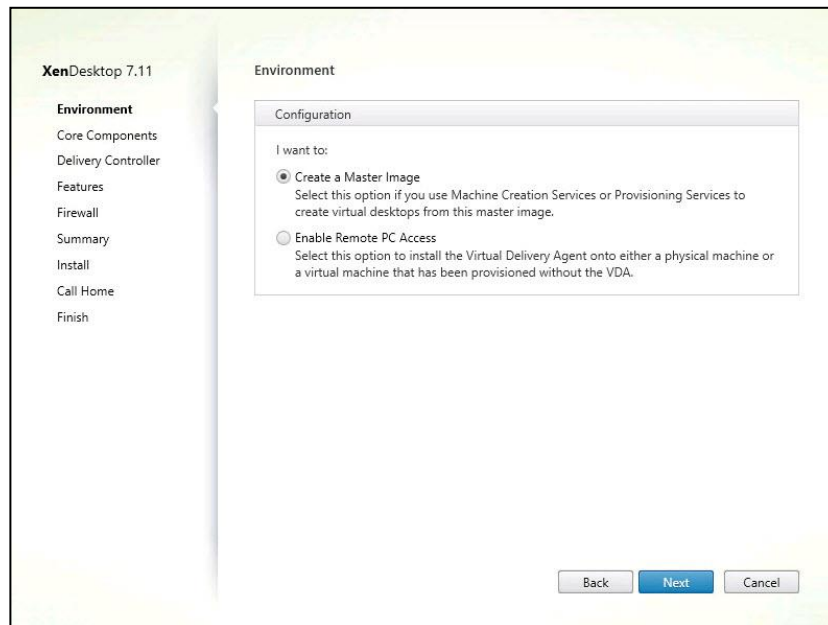 XenDesktop 7.11
Environment
Core Components
Delivery Controller
Features
Firewall
Summary
Install
Call Home
Finish
Environment
Configuration
I want to:
Create a Master Image
Select this option if you use Machine Creation Services or Provisioning Services to
create virtual desktops from this master image.
Enable Remote PC Access
Select this option to install the Virtual Delivery Agent onto either a physical machine or
a virtual machine that has been provisioned without the VDA.
Back Next Cancel